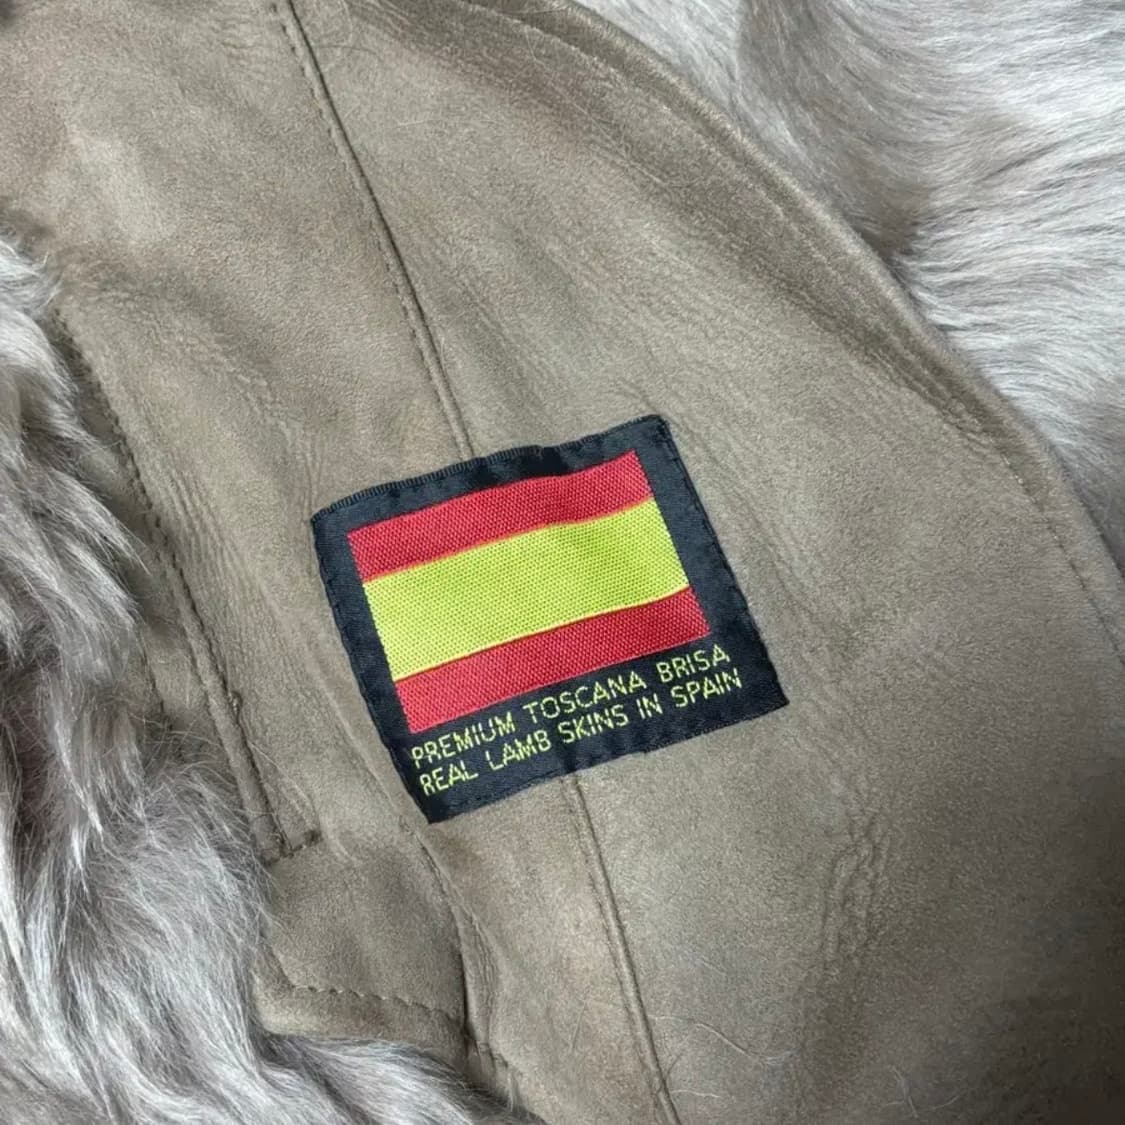 PREMIUM TOSCANA BRISA
REAL LAMB SKINS IN SPAIN